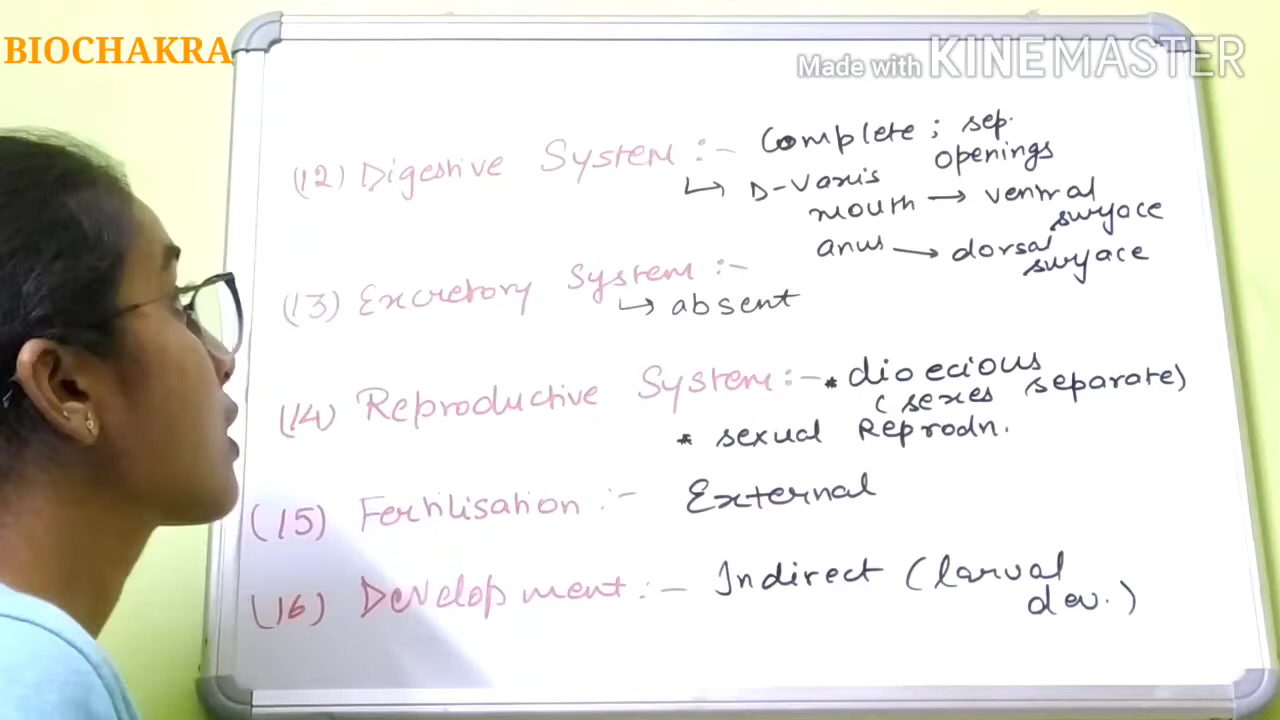 BIOCHAKRA
Made with KINEMASTER
(12) Digestive System :- Complete ; sep.
openings
↳ D-V axis
mouth → ventral
surface
anus → dorsal
surface
(13) Excretory System :-
↳ absent
(14) Reproductive System :- * dioecious
(sexes separate)
* sexual Reprodn.
(15) Fertilisation :- External
(16) Development :- Indirect (larval
dev.)